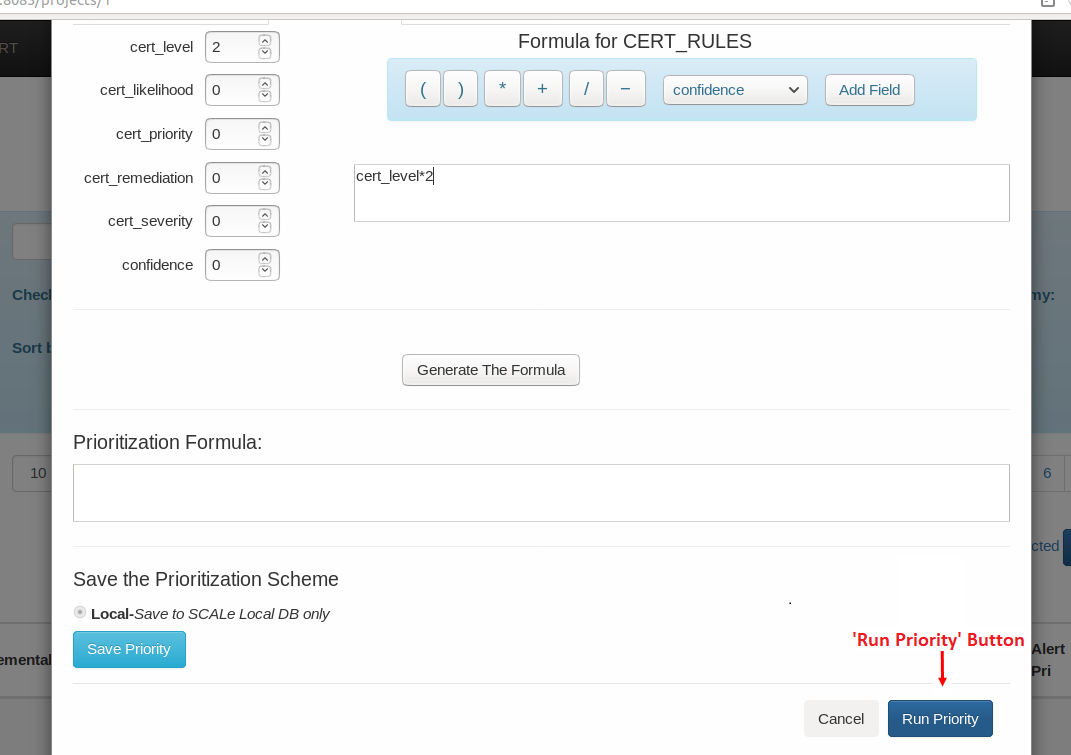 :8083/projects/1
RT
cert_level 2
Formula for CERT_RULES
( ) * + / − confidence Add Field
cert_likelihood 0
cert_priority 0
cert_remediation 0
cert_level*2
cert_severity 0
confidence 0
Check
my:
Sort b
Generate The Formula
Prioritization Formula:
10
6
cted
Save the Prioritization Scheme
.
Local-Save to SCALe Local DB only
Save Priority
'Run Priority' Button
emental
Alert
Pri
Cancel
Run Priority